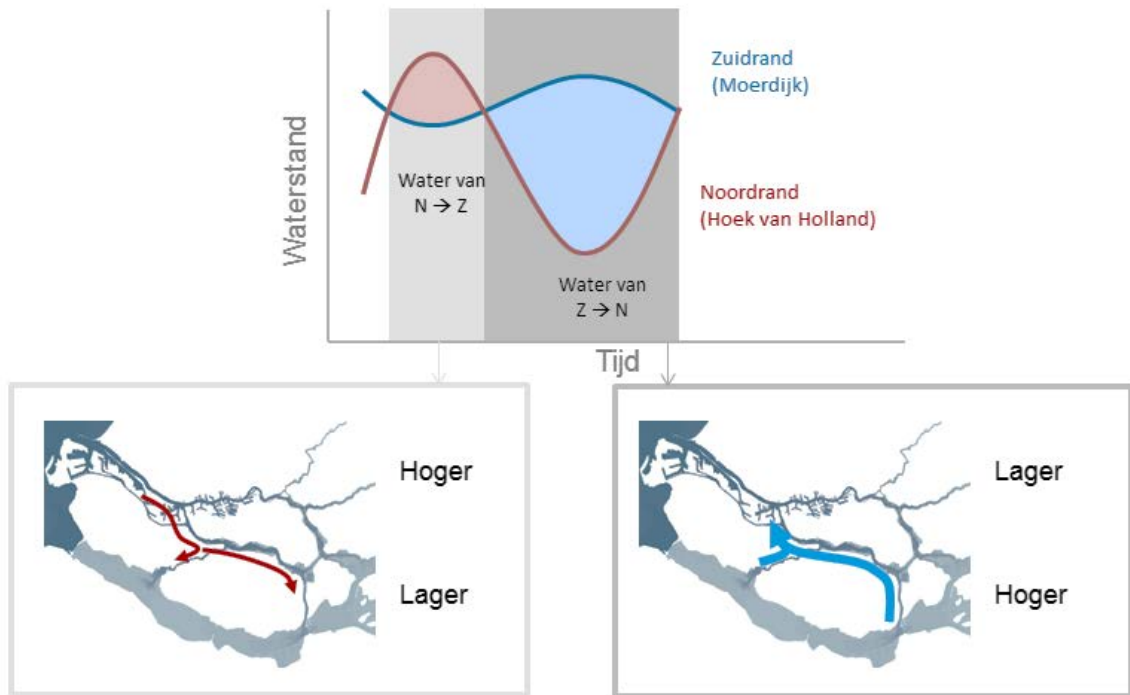 Waterstand
Zuidrand
(Moerdijk)
Water van
N → Z
Noordrand
(Hoek van Holland)
Water van
Z → N
Tijd
Hoger
Lager
Lager
Hoger